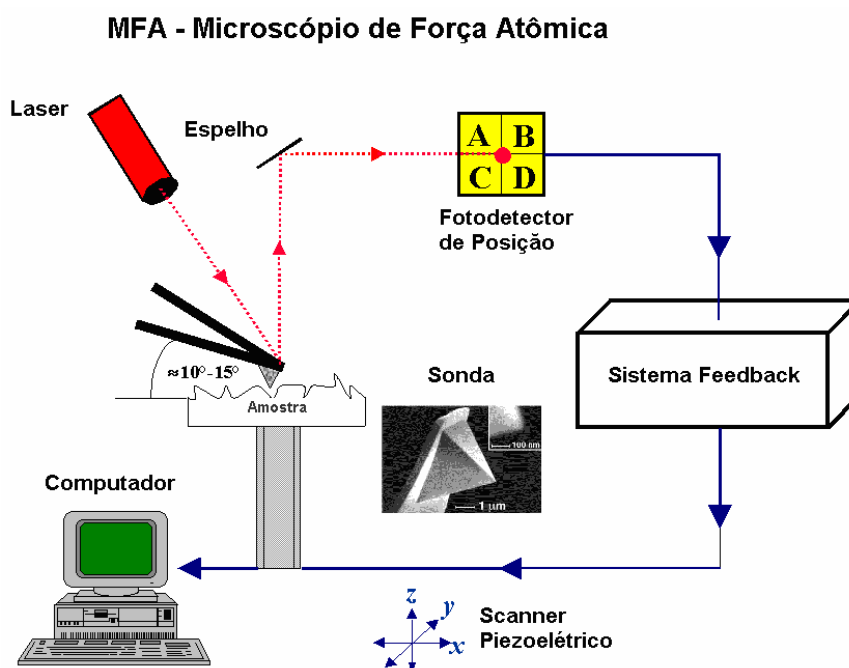 MFA - Microscópio de Força Atômica
Laser
Espelho
A B
C D
Fotodetector
de Posição
≈10°-15°
Amostra
Sonda
100 nm
1 μm
Sistema Feedback
Computador
z
y
x
Scanner
Piezoelétrico